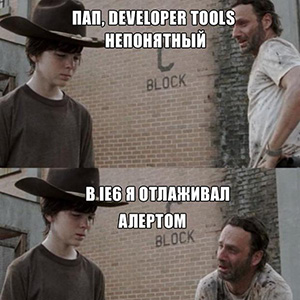 ПАП, DEVELOPER TOOLS
НЕПОНЯТНЫЙ
BLOCK
В IE6 Я ОТЛАЖИВАЛ
АЛЕРТОМ
BLOCK